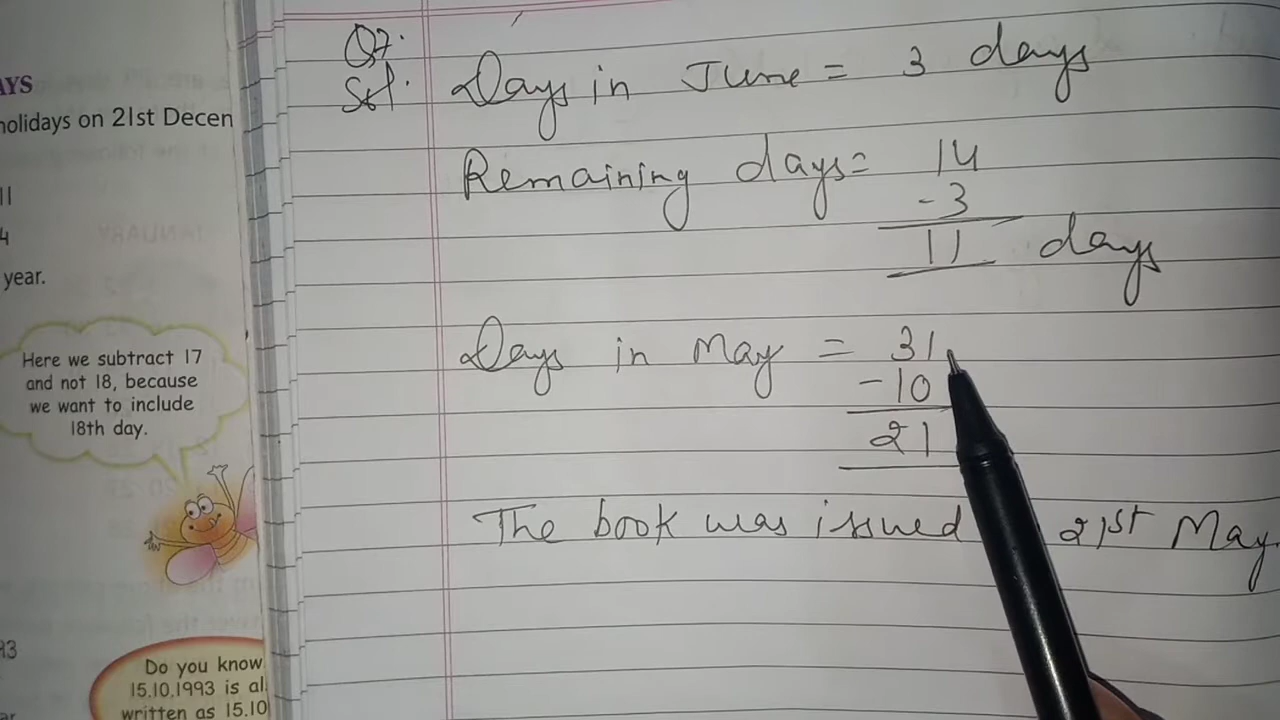 AYS
holidays on 21st Decen
11
4
year.
Here we subtract 17
and not 18, because
we want to include
18th day.
93
Do you know
15.10.1993 is al
written as 15.10
Q7.
Sol. Days in June = 3 days
Remaining days = 14
- 3
11 days
Days in May = 31
- 10
21
The book was issued 21st May.